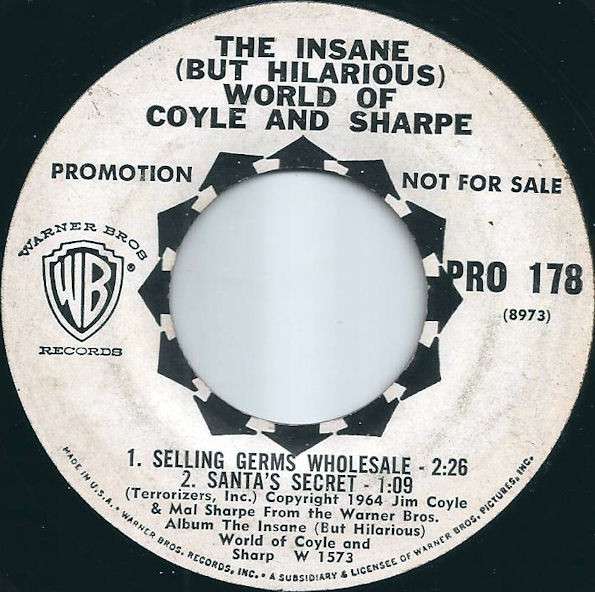 THE INSANE
(BUT HILARIOUS)
WORLD OF
COYLE AND SHARPE
PROMOTION
NOT FOR SALE
WARNER BROS
WB
®
RECORDS
PRO 178
(8973)
1. SELLING GERMS WHOLESALE - 2:26
2. SANTA'S SECRET - 1:09
(Terrorizers, Inc.) Copyright 1964 Jim Coyle
& Mal Sharpe From the Warner Bros.
Album The Insane (But Hilarious)
World of Coyle and
Sharp W 1573
MADE IN U.S.A. • WARNER BROS. RECORDS, INC. • A SUBSIDIARY & LICENSEE OF WARNER BROS. PICTURES, INC.